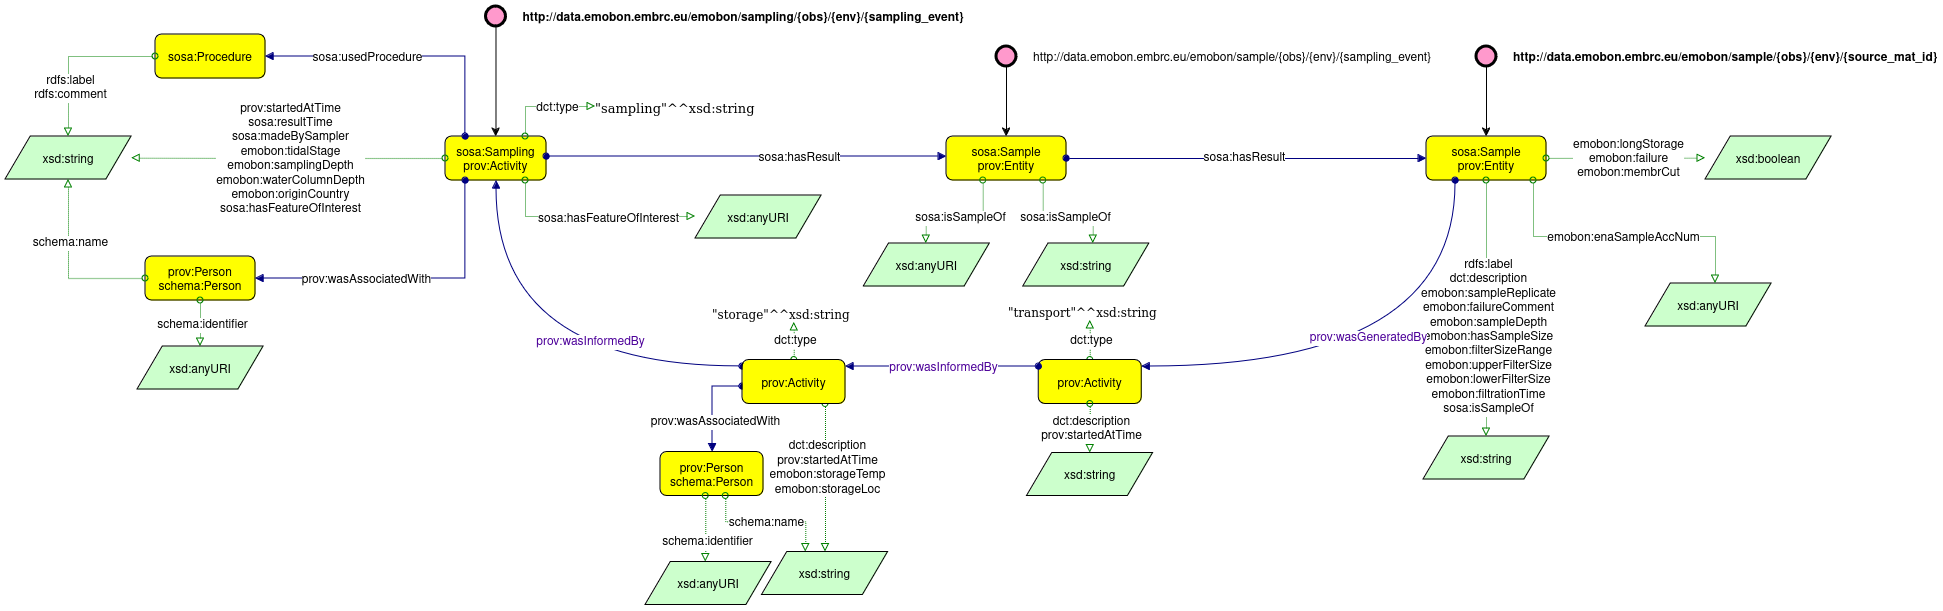 http://data.emobon.embrc.eu/emobon/sampling/{obs}/{env}/{sampling_event}
http://data.emobon.embrc.eu/emobon/sample/{obs}/{env}/{sampling_event}
http://data.emobon.embrc.eu/emobon/sample/{obs}/{env}/{source_mat_id}
sosa:Procedure
sosa:usedProcedure
rdfs:label
rdfs:comment
prov:startedAtTime
sosa:resultTime
sosa:madeBySampler
emobon:tidalStage
emobon:samplingDepth
emobon:waterColumnDepth
emobon:originCountry
sosa:hasFeatureOfInterest
xsd:string
dct:type
"sampling"^^xsd:string
sosa:Sampling
prov:Activity
sosa:hasResult
sosa:Sample
prov:Entity
sosa:hasResult
sosa:Sample
prov:Entity
emobon:longStorage
emobon:failure
emobon:membrCut
xsd:boolean
sosa:hasFeatureOfInterest
xsd:anyURI
sosa:isSampleOf
sosa:isSampleOf
xsd:anyURI
xsd:string
emobon:enaSampleAccNum
xsd:anyURI
schema:name
prov:Person
schema:Person
prov:wasAssociatedWith
schema:identifier
xsd:anyURI
rdfs:label
dct:description
emobon:sampleReplicate
emobon:failureComment
emobon:sampleDepth
emobon:hasSampleSize
emobon:filterSizeRange
emobon:upperFilterSize
emobon:lowerFilterSize
emobon:filtrationTime
sosa:isSampleOf
xsd:string
prov:wasInformedBy
"storage"^^xsd:string
dct:type
prov:Activity
prov:wasInformedBy
"transport"^^xsd:string
dct:type
prov:Activity
prov:wasGeneratedBy
dct:description
prov:startedAtTime
xsd:string
prov:wasAssociatedWith
prov:Person
schema:Person
dct:description
prov:startedAtTime
emobon:storageTemp
emobon:storageLoc
schema:name
schema:identifier
xsd:anyURI
xsd:string